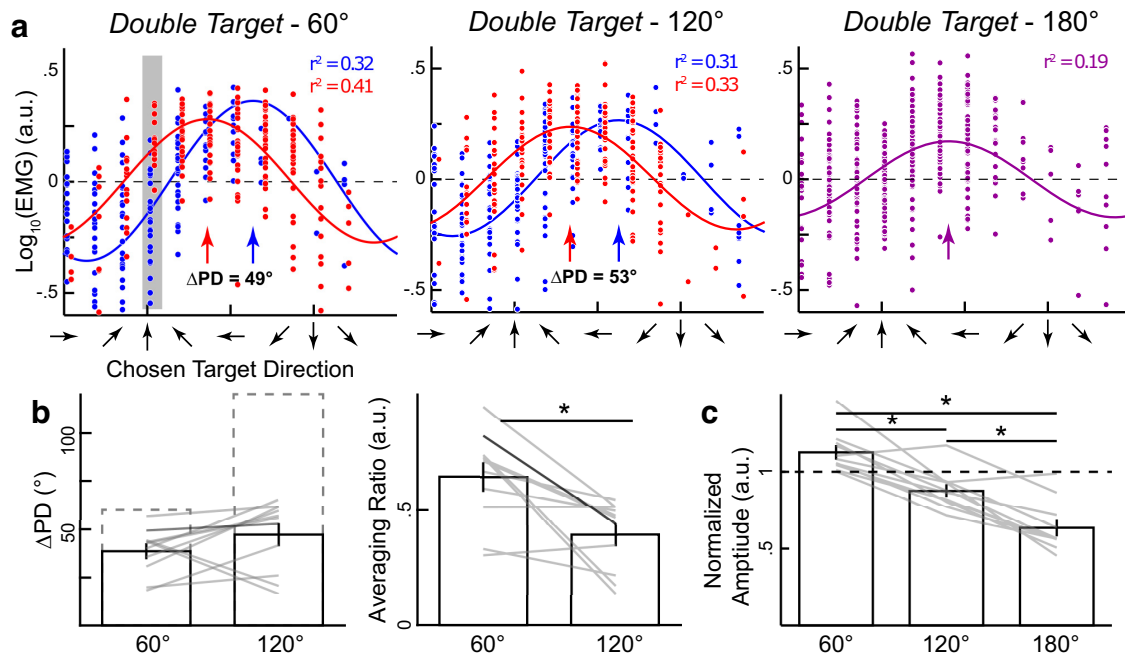 a
Double Target - 60°
Double Target - 120°
Double Target - 180°
Log10(EMG) (a.u.)
.5
0
-.5
r² = 0.32
r² = 0.41
ΔPD = 49°
.5
0
-.5
r² = 0.31
r² = 0.33
ΔPD = 53°
.5
0
-.5
r² = 0.19
Chosen Target Direction
b
ΔPD (°)
100
50
60°
120°
Averaging Ratio (a.u.)
.5
0
*
60°
120°
c
Normalized
Amptiude (a.u.)
1
.5
*
*
*
60°
120°
180°